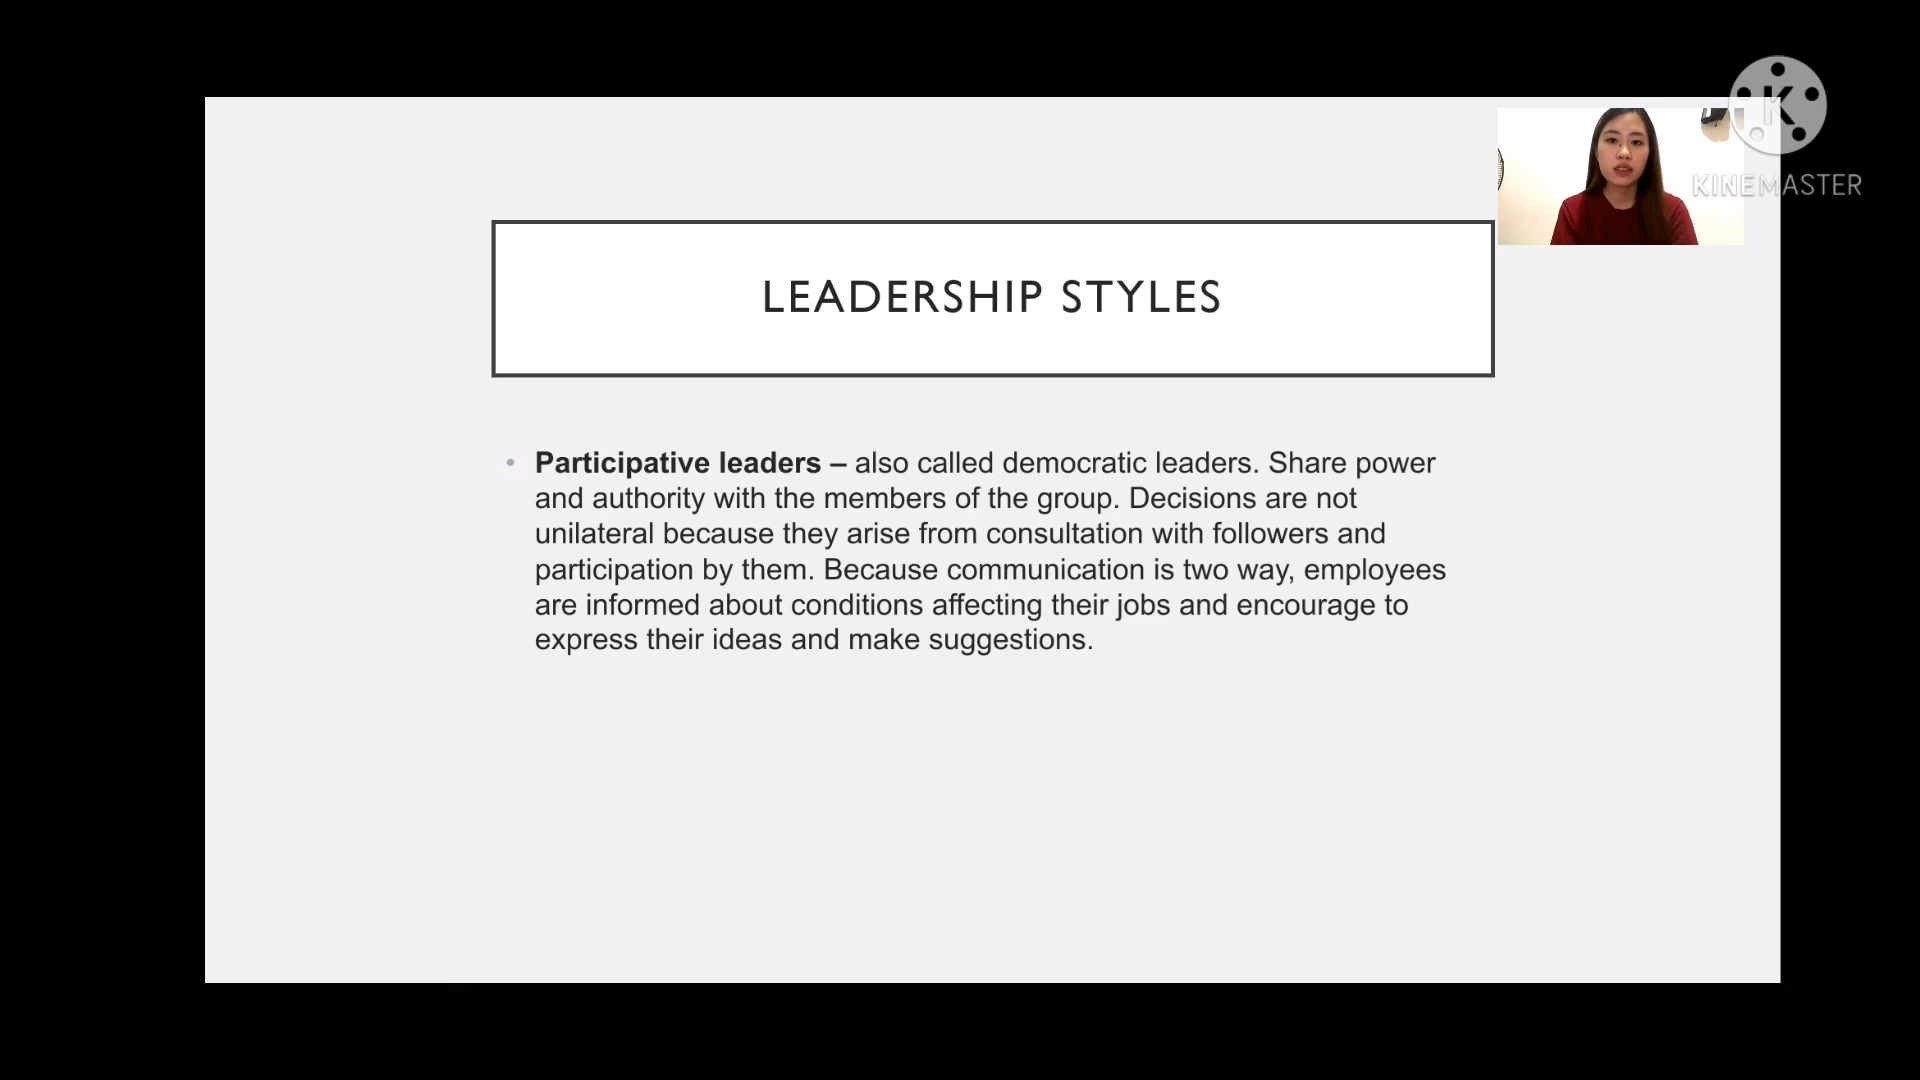 K
KINEMASTER
LEADERSHIP STYLES
• Participative leaders – also called democratic leaders. Share power
and authority with the members of the group. Decisions are not
unilateral because they arise from consultation with followers and
participation by them. Because communication is two way, employees
are informed about conditions affecting their jobs and encourage to
express their ideas and make suggestions.